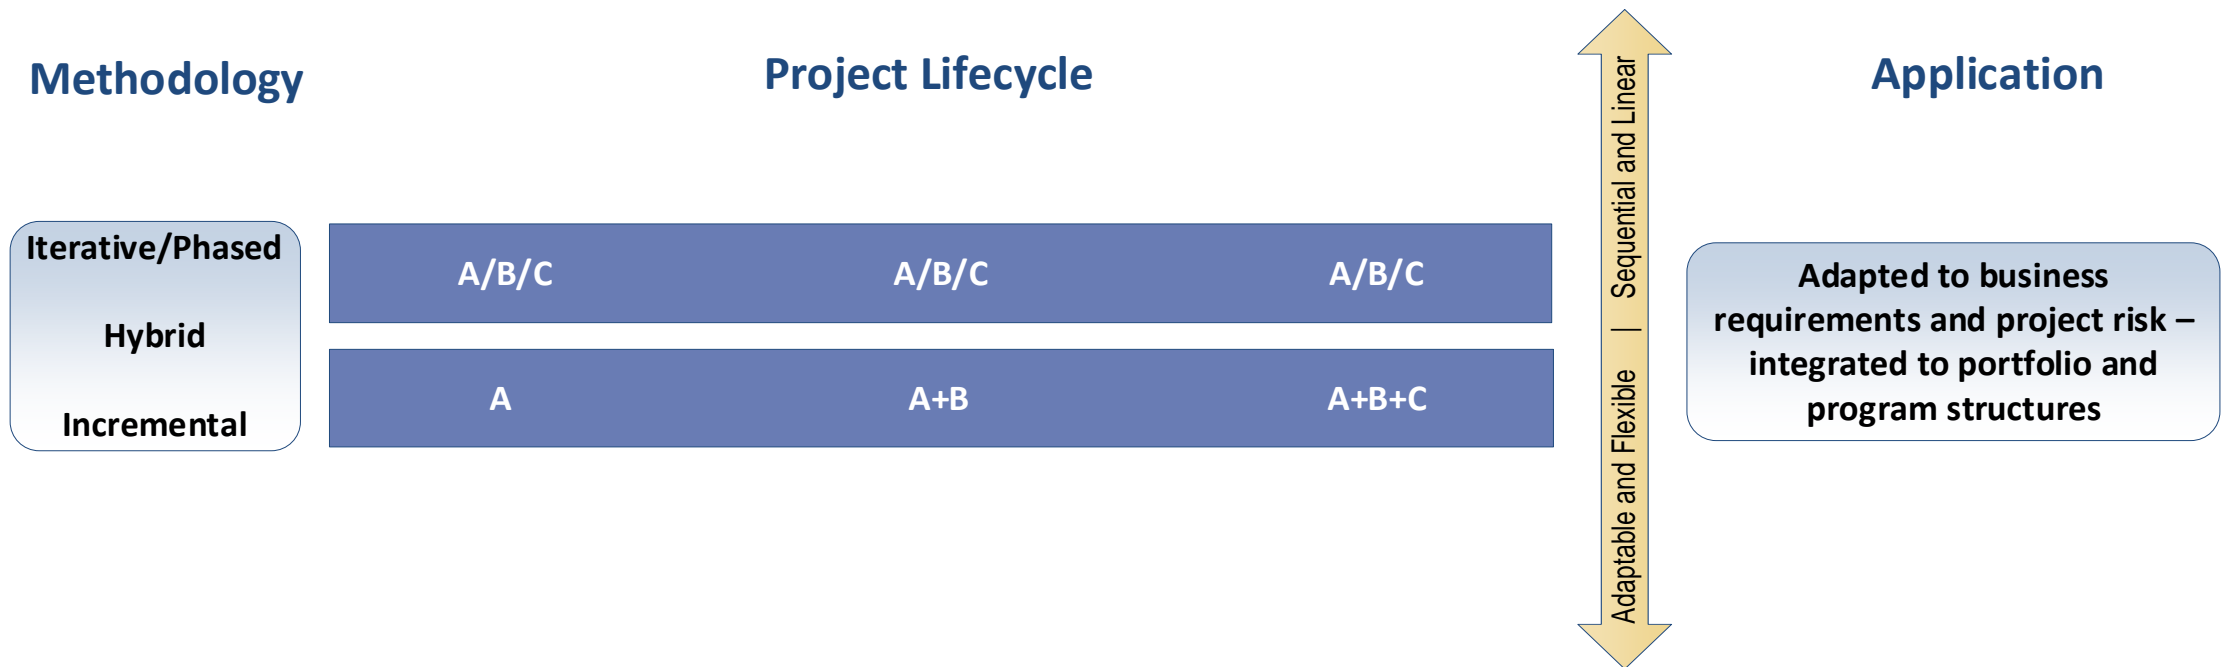 Methodology
Project Lifecycle
Application
Iterative/Phased
Hybrid
Incremental
A/B/C
A/B/C
A/B/C
A
A+B
A+B+C
Adaptable and Flexible | Sequential and Linear
Adapted to business
requirements and project risk –
integrated to portfolio and
program structures